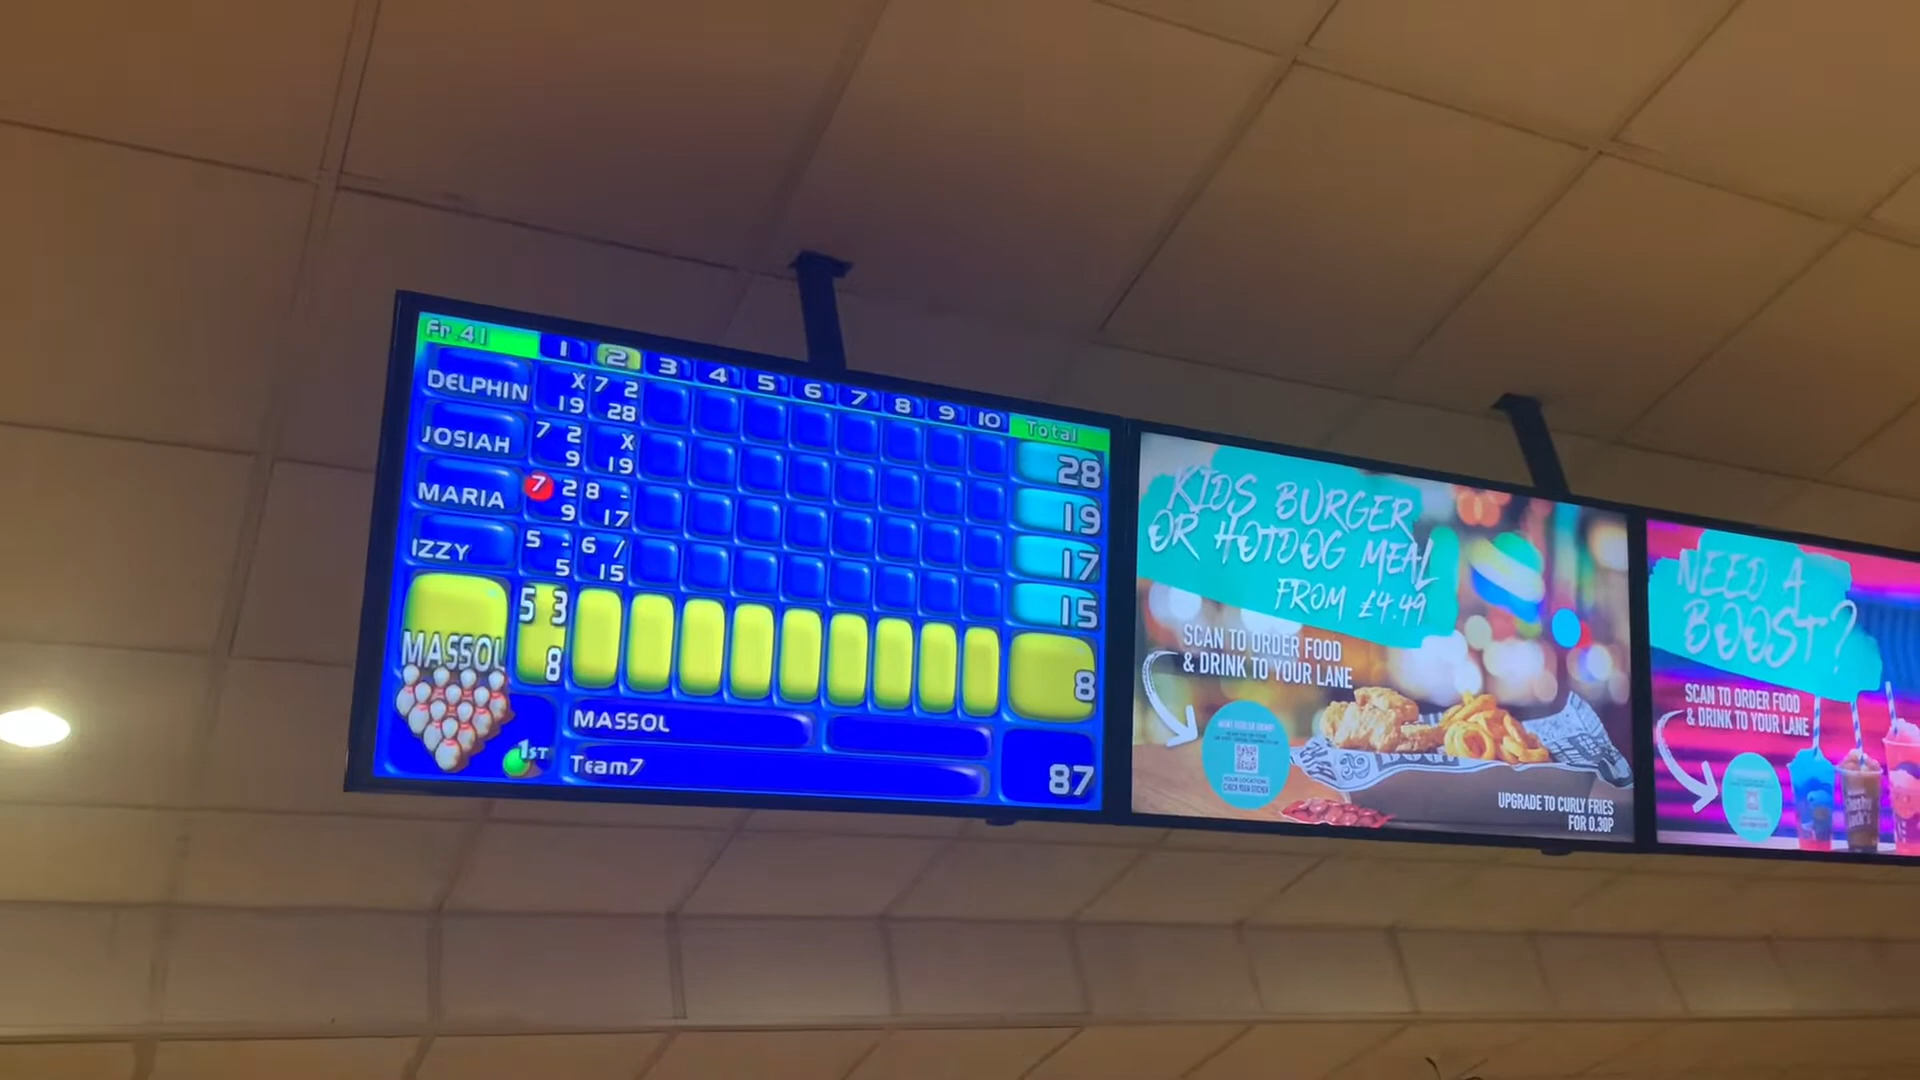 Fr.41 1 2 3 4 5 6 7 8 9 10 Total
DELPHIN X 7 2
19 28 28
JOSIAH 7 2 X
9 19 19
MARIA 7 2 8 -
9 17 17
IZZY 5 - 6 /
5 15 15
MASSOL 5 3
8 8
1ST MASSOL
Team7 87
KIDS BURGER
OR HOTDOG MEAL
FROM £4.49
SCAN TO ORDER FOOD
& DRINK TO YOUR LANE
UPGRADE TO CURLY FRIES
FOR 0.30P
NEED A
BOOST?
SCAN TO ORDER FOOD
& DRINK TO YOUR LANE